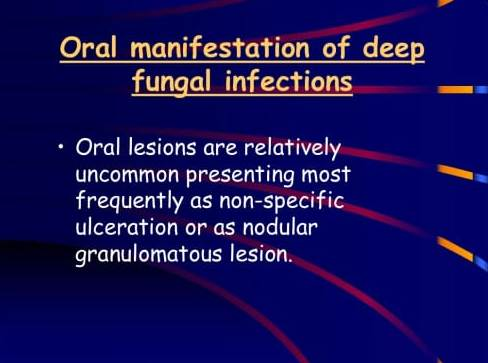 Oral manifestation of deep
fungal infections
• Oral lesions are relatively
uncommon presenting most
frequently as non-specific
ulceration or as nodular
granulomatous lesion.